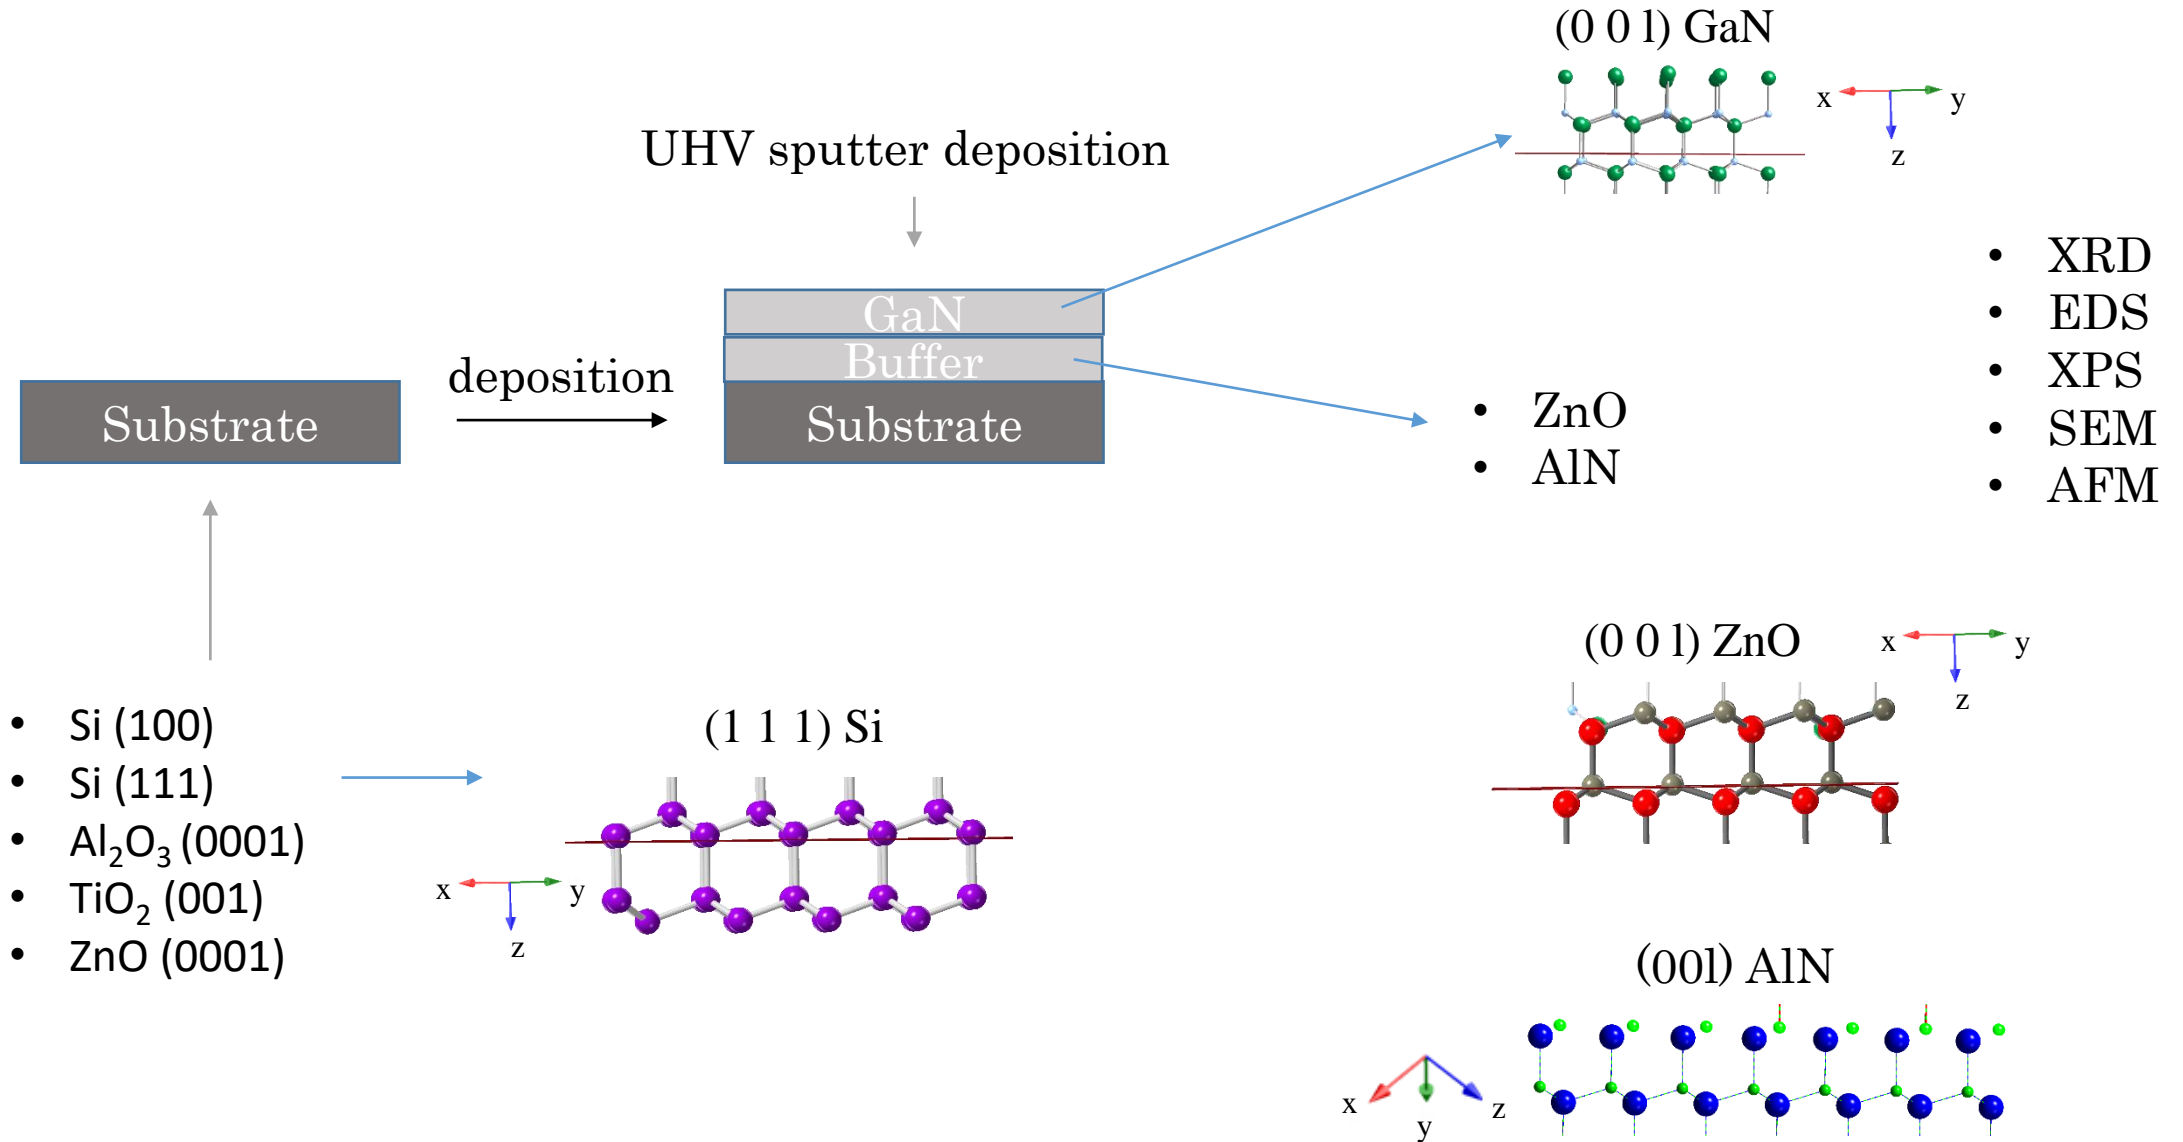 (0 0 l) GaN
x
y
z
UHV sputter deposition
GaN
Buffer
Substrate
deposition
Substrate
• ZnO
• AlN
• XRD
• EDS
• XPS
• SEM
• AFM
• Si (100)
• Si (111)
• Al₂O₃ (0001)
• TiO₂ (001)
• ZnO (0001)
(1 1 1) Si
x
y
z
(0 0 l) ZnO
x
y
z
(00l) AlN
x
y
z